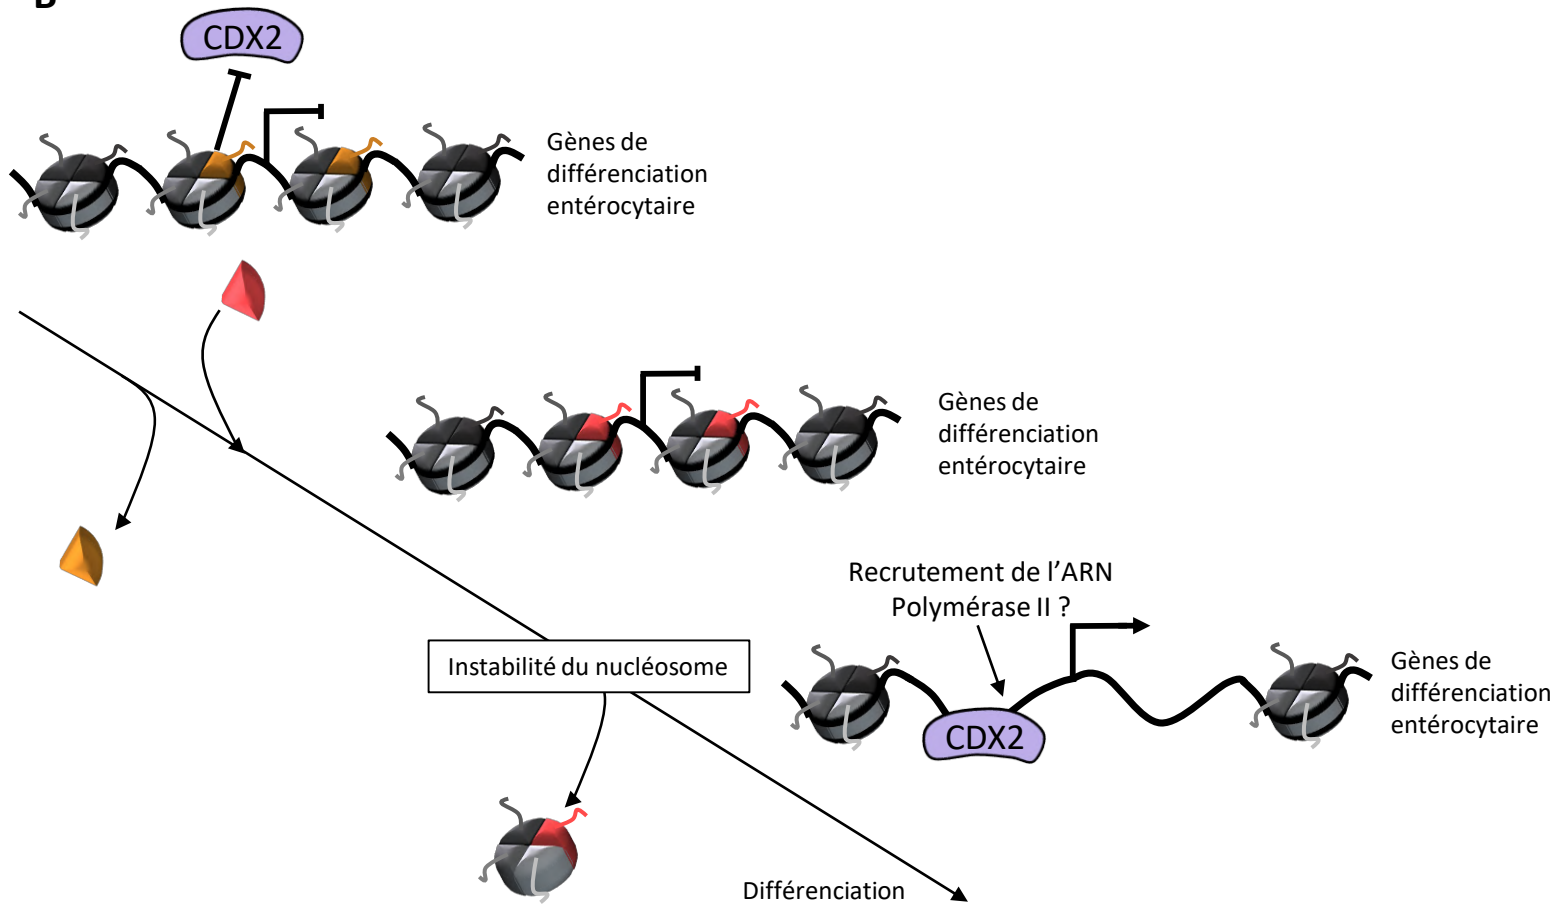 CDX2
Gènes de
différenciation
entérocytaire
Gènes de
différenciation
entérocytaire
Recrutement de l’ARN
Polymérase II ?
Instabilité du nucléosome
Gènes de
différenciation
entérocytaire
CDX2
Différenciation